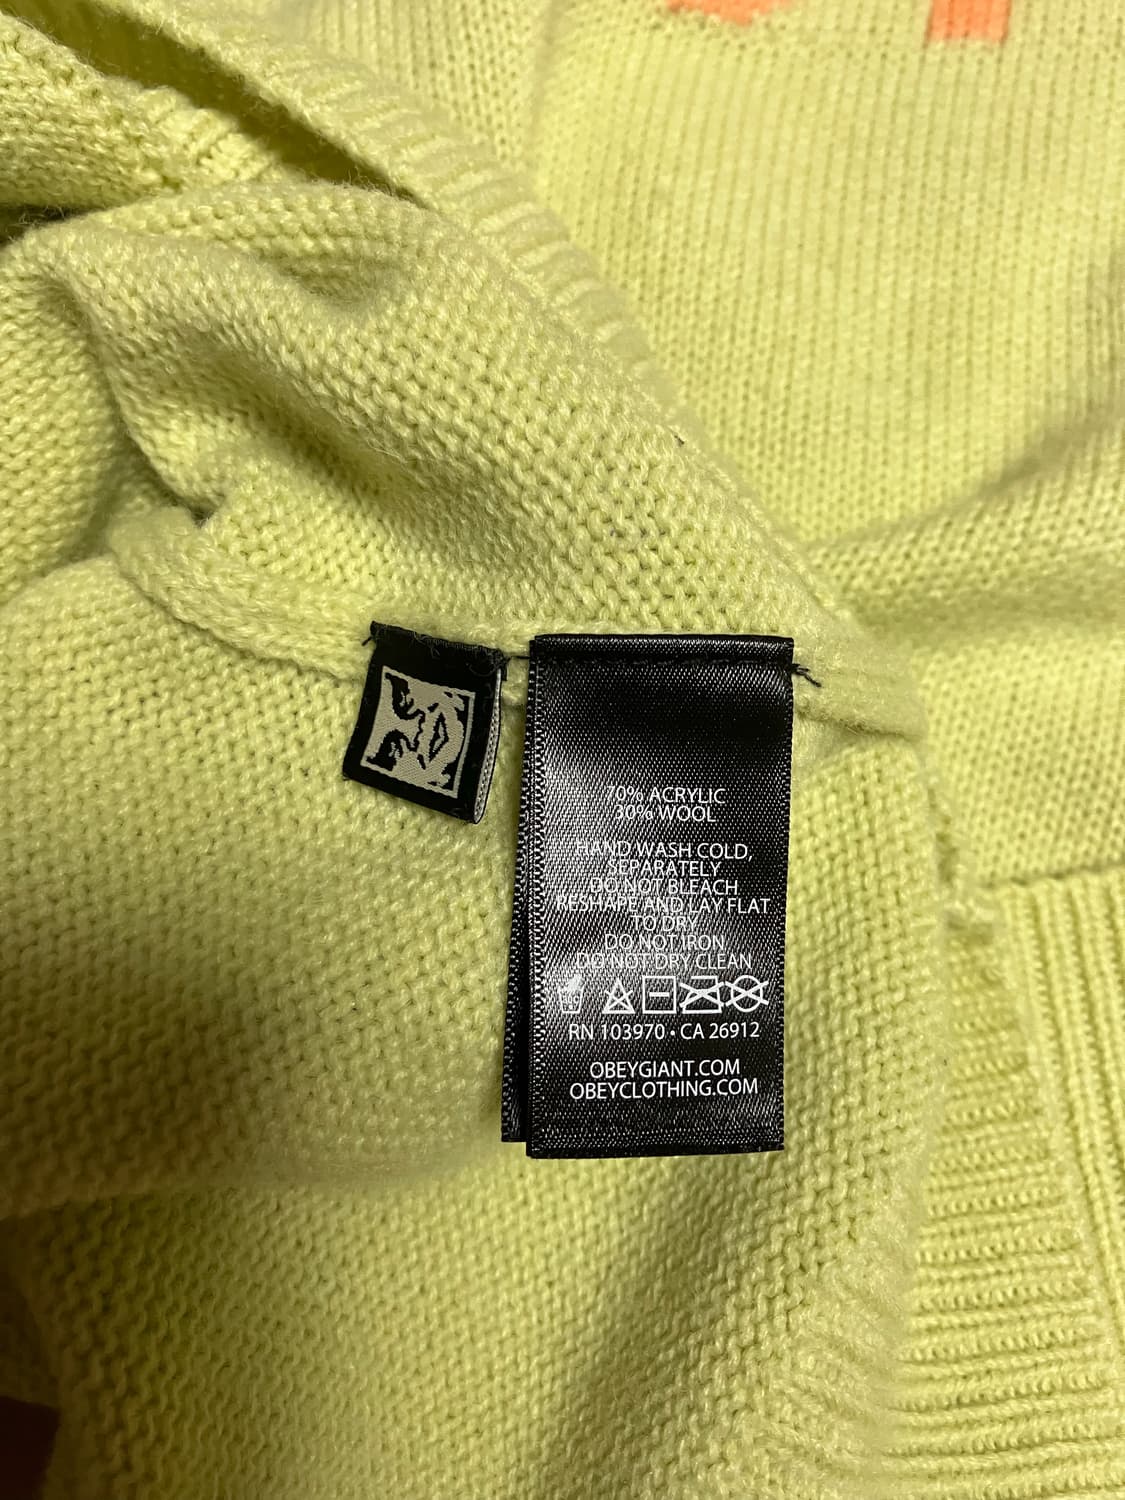 70% ACRYLIC
30% WOOL
HAND WASH COLD,
SEPARATELY
DO NOT BLEACH
RESHAPE AND LAY FLAT
TO DRY
DO NOT IRON
DO NOT DRY CLEAN
RN 103970 • CA 26912
OBEYGIANT.COM
OBEYCLOTHING.COM